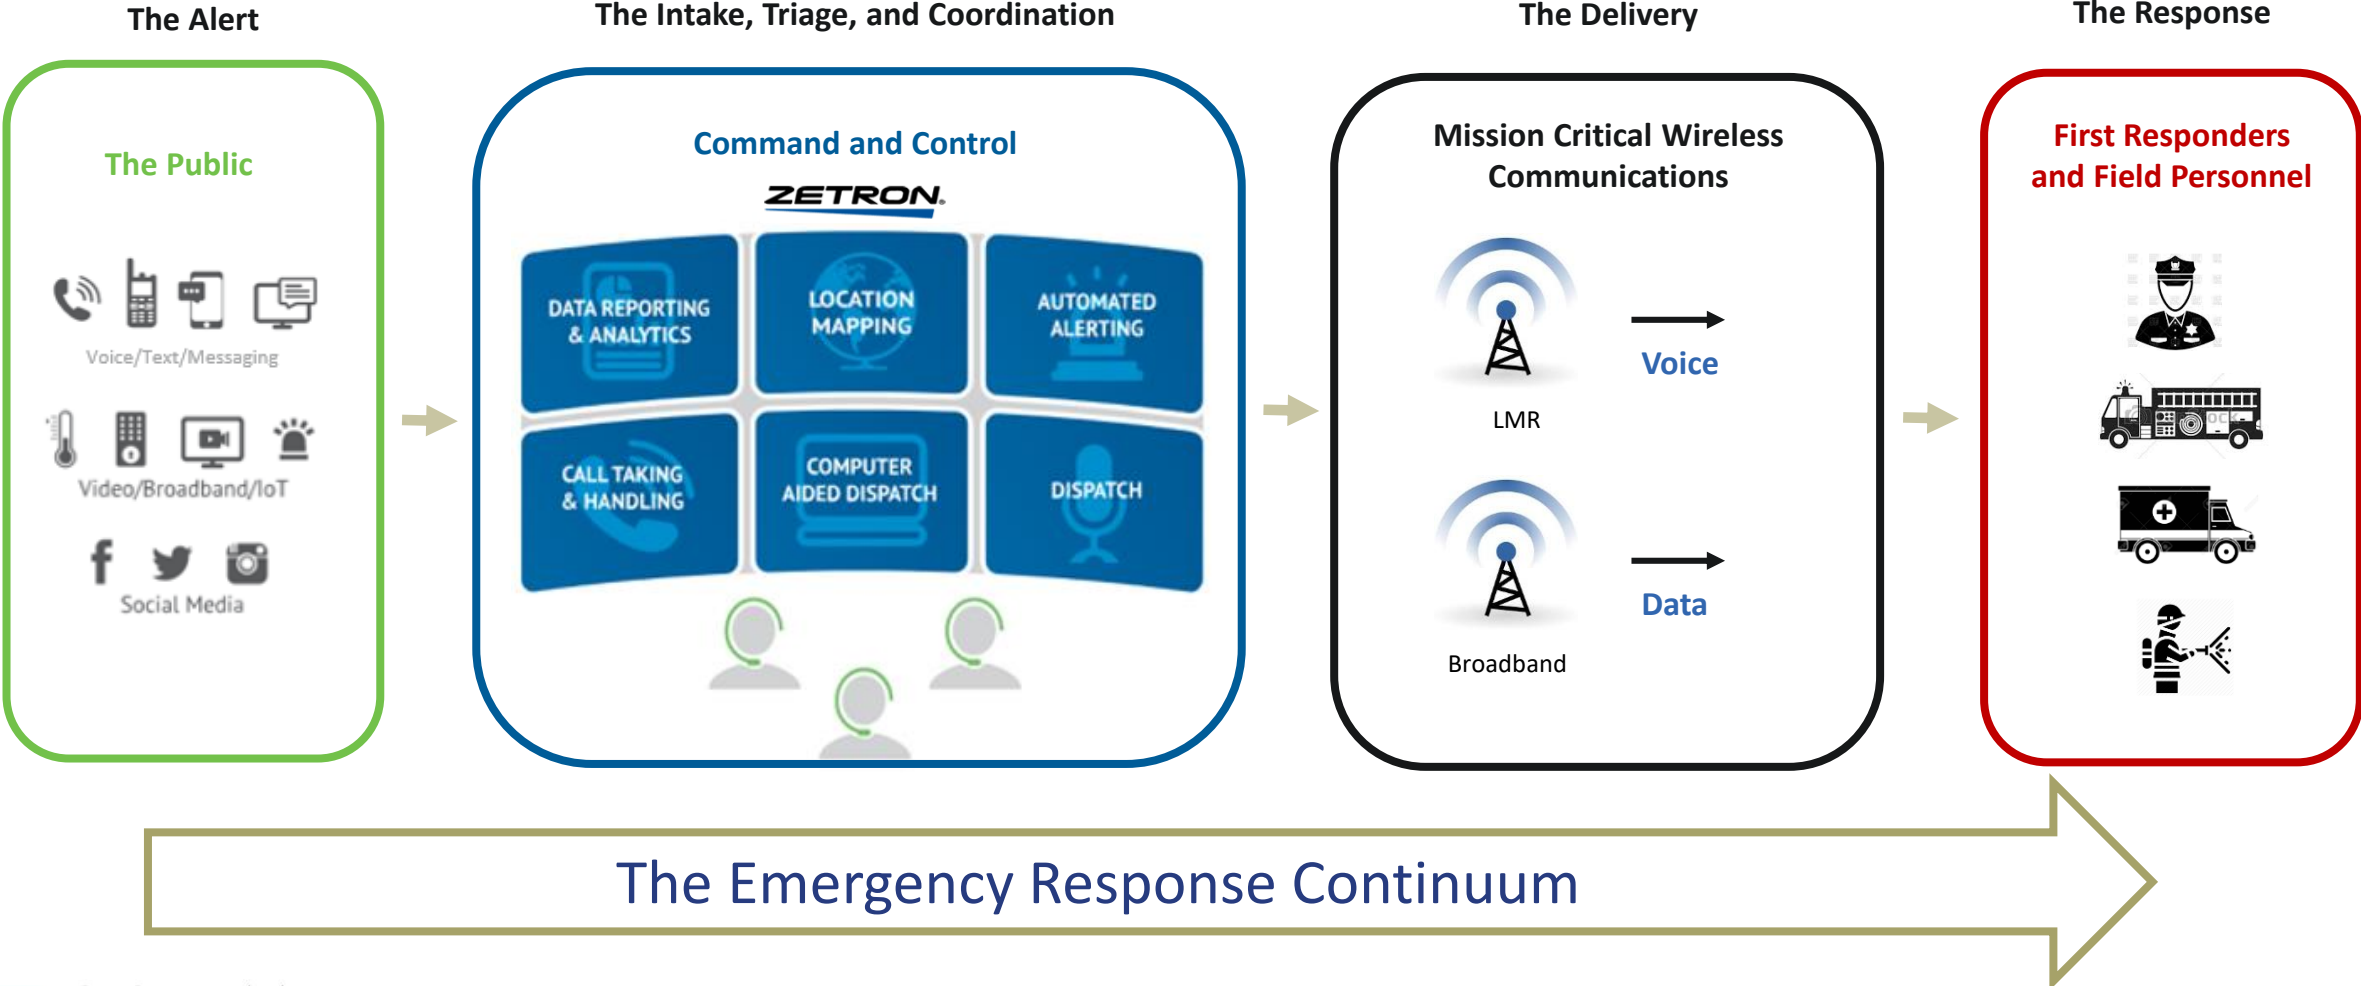 The Alert
The Intake, Triage, and Coordination
The Delivery
The Response
The Public
Voice/Text/Messaging
Video/Broadband/IoT
Social Media
Command and Control
ZETRON®
DATA REPORTING
& ANALYTICS
LOCATION
MAPPING
AUTOMATED
ALERTING
CALL TAKING
& HANDLING
COMPUTER
AIDED DISPATCH
DISPATCH
Mission Critical Wireless
Communications
Voice
LMR
Data
Broadband
First Responders
and Field Personnel
The Emergency Response Continuum